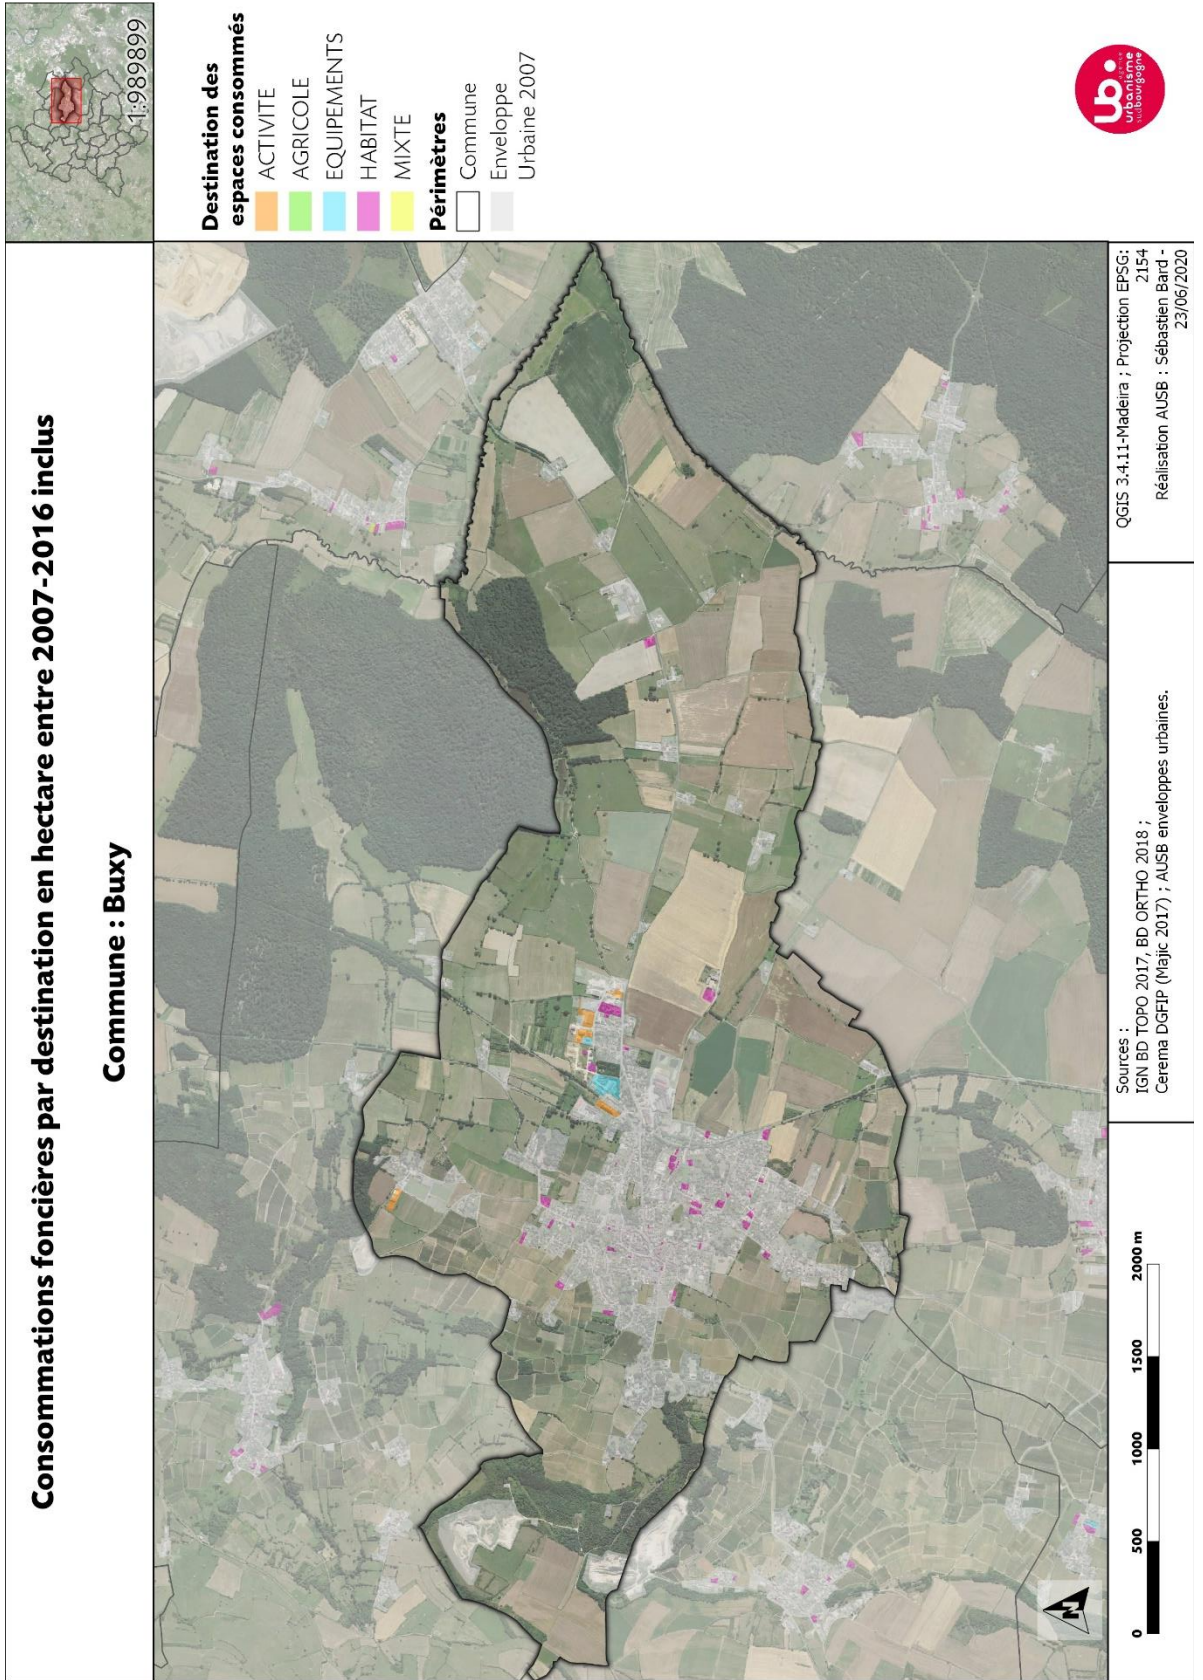 Consommations foncières par destination en hectare entre 2007-2016 inclus
Commune : Buxy
1:989899
Destination des
espaces consommés
ACTIVITE
AGRICOLE
EQUIPEMENTS
HABITAT
MIXTE
Périmètres
Commune
Enveloppe
Urbaine 2007
N
0 500 1000 1500 2000 m
Sources :
IGN BD TOPO 2017, BD ORTHO 2018 ;
Cerema DGFIP (Majic 2017) ; AUSB enveloppes urbaines.
QGIS 3.4.11-Madeira ; Projection EPSG:
2154
Réalisation AUSB : Sébastien Bard -
23/06/2020
ub
agence
urbanisme
sudbourgogne